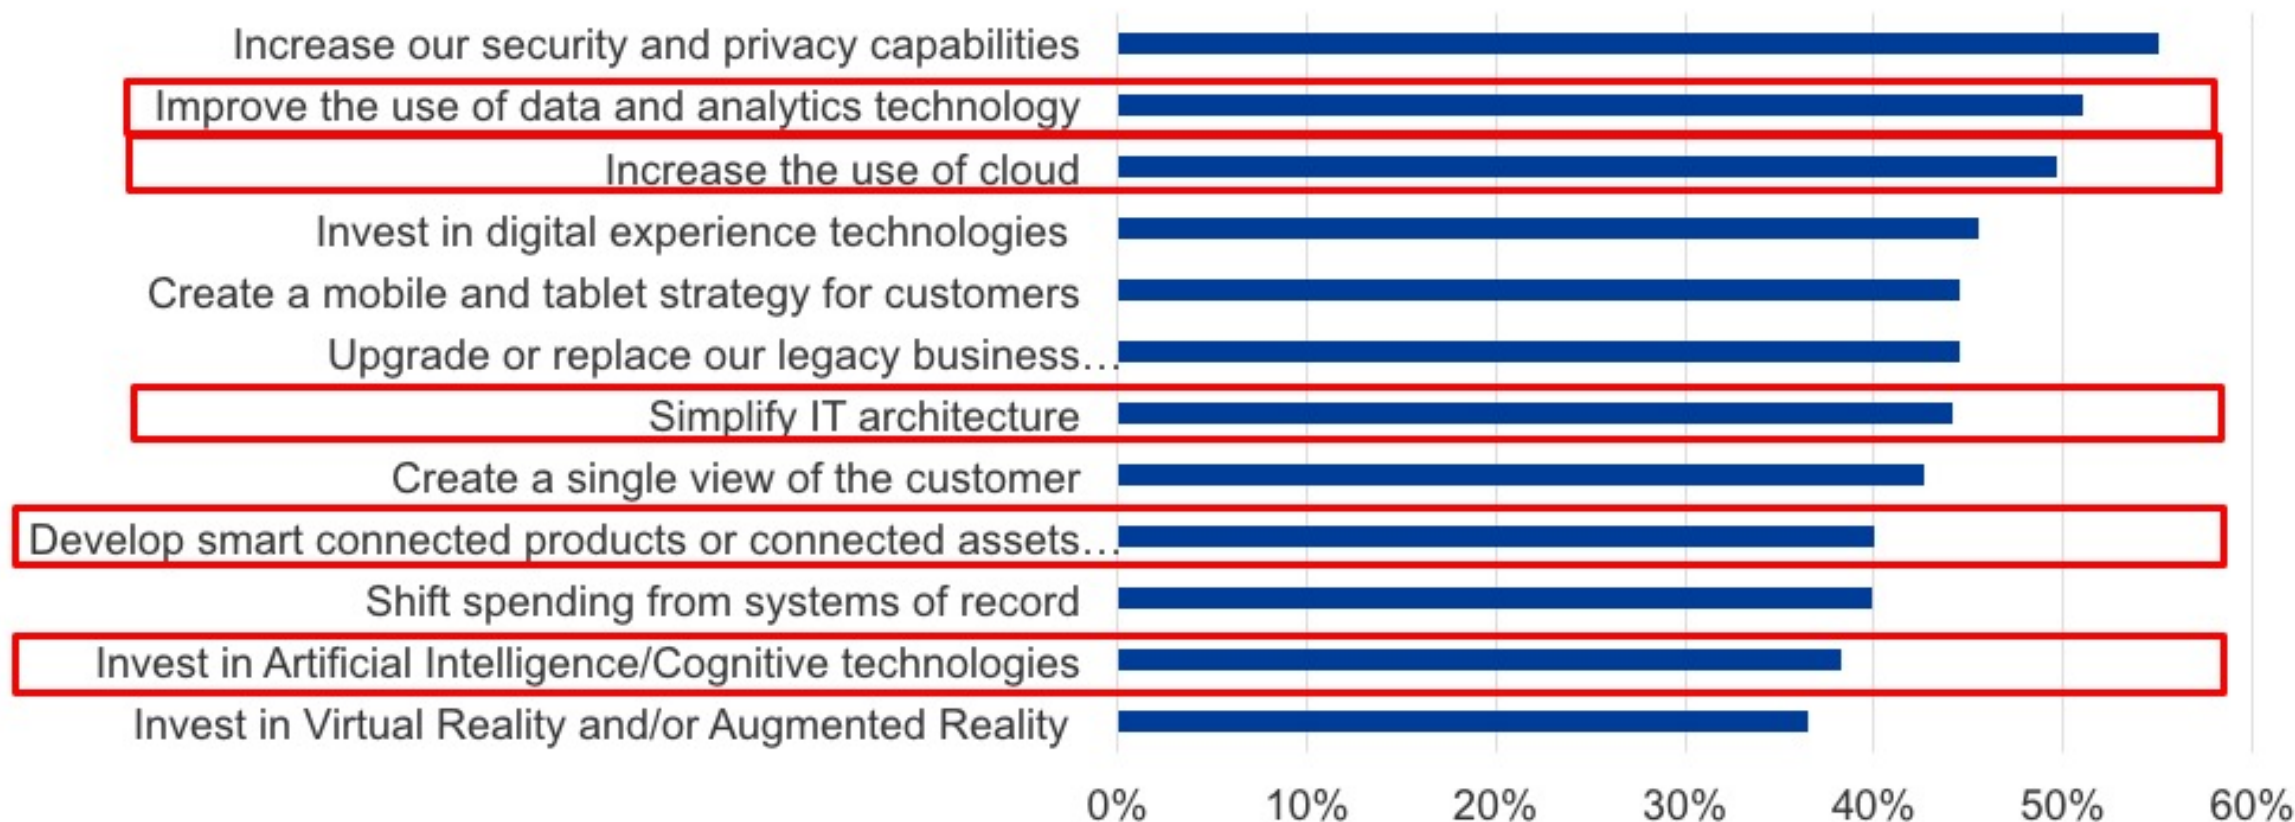 Increase our security and privacy capabilities
Improve the use of data and analytics technology
Increase the use of cloud
Invest in digital experience technologies
Create a mobile and tablet strategy for customers
Upgrade or replace our legacy business…
Simplify IT architecture
Create a single view of the customer
Develop smart connected products or connected assets…
Shift spending from systems of record
Invest in Artificial Intelligence/Cognitive technologies
Invest in Virtual Reality and/or Augmented Reality
0% 10% 20% 30% 40% 50% 60%